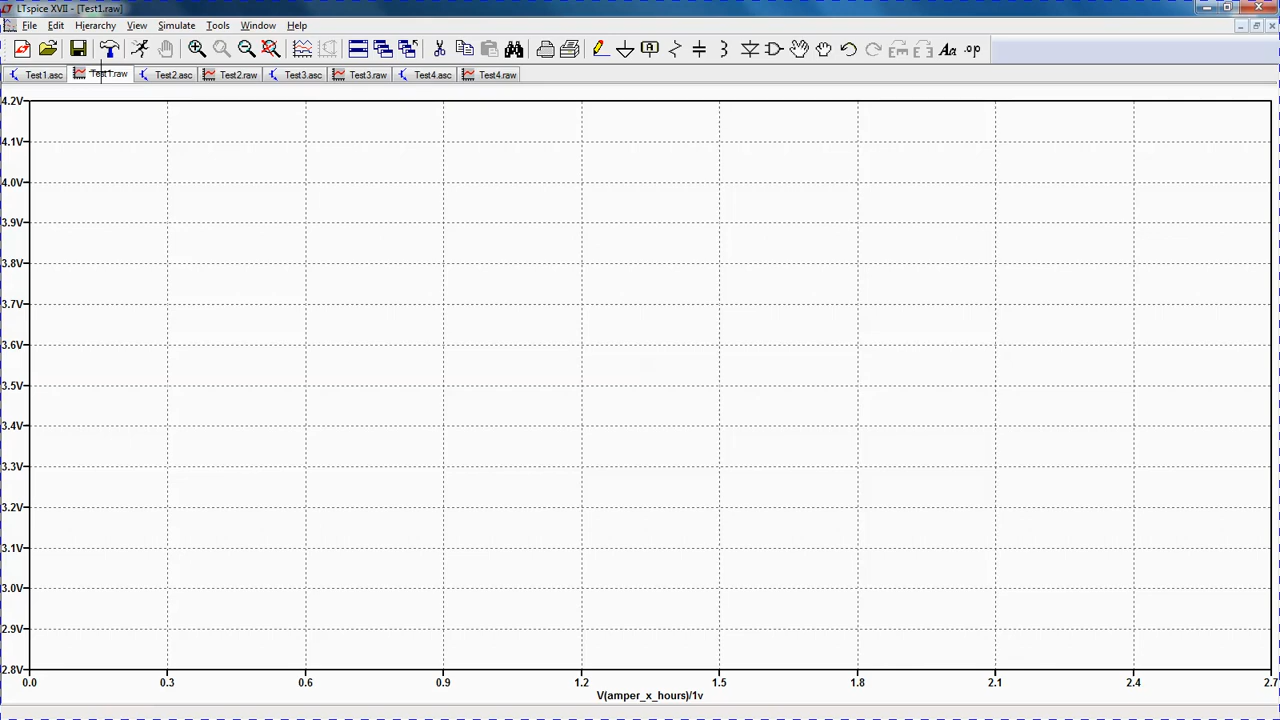 LTspice XVII - [Test1.raw]
File Edit Hierarchy View Simulate Tools Window Help
Aa .op
Test1.asc Test1.raw Test2.asc Test2.raw Test3.asc Test3.raw Test4.asc Test4.raw
4.2V
4.1V
4.0V
3.9V
3.8V
3.7V
3.6V
3.5V
3.4V
3.3V
3.2V
3.1V
3.0V
2.9V
2.8V
0.0 0.3 0.6 0.9 1.2 1.5 1.8 2.1 2.4 2.7
V(amper_x_hours)/1v